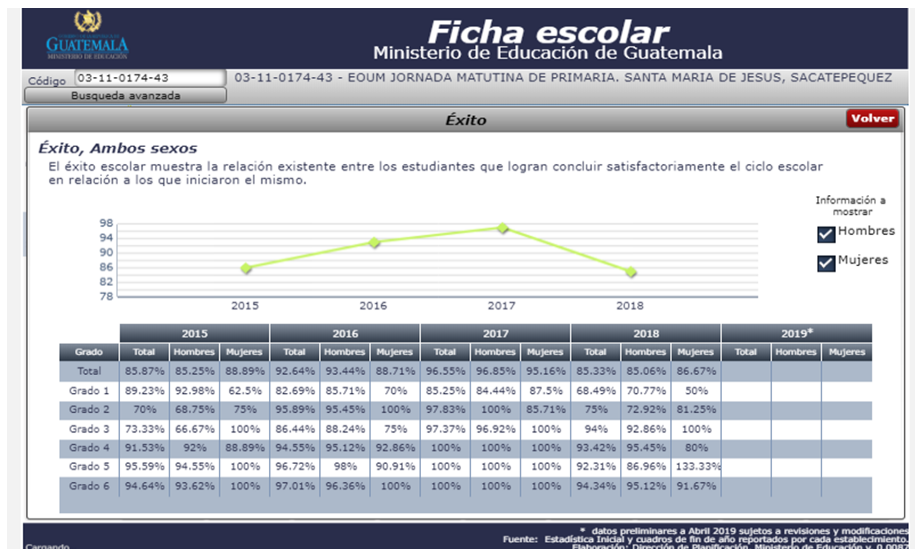 Ficha escolar
Ministerio de Educación de Guatemala
GUATEMALA
MINISTERIO DE EDUCACIÓN
Código 03-11-0174-43 03-11-0174-43 - EOUM JORNADA MATUTINA DE PRIMARIA. SANTA MARIA DE JESUS, SACATEPEQUEZ
Busqueda avanzada
Éxito Volver
Éxito, Ambos sexos
El éxito escolar muestra la relación existente entre los estudiantes que logran concluir satisfactoriamente el ciclo escolar
en relación a los que iniciaron el mismo.
Información a
mostrar
Hombres
Mujeres
98
94
90
86
82
78
2015 2016 2017 2018
2015 2016 2017 2018 2019*
Grado Total Hombres Mujeres Total Hombres Mujeres Total Hombres Mujeres Total Hombres Mujeres Total Hombres Mujeres
Total 85.87% 85.25% 88.89% 92.64% 93.44% 88.71% 96.55% 96.85% 95.16% 85.33% 85.06% 86.67%
Grado 1 89.23% 92.98% 62.5% 82.69% 85.71% 70% 85.25% 84.44% 87.5% 68.49% 70.77% 50%
Grado 2 70% 68.75% 75% 95.89% 95.45% 100% 97.83% 100% 85.71% 75% 72.92% 81.25%
Grado 3 73.33% 66.67% 100% 86.44% 88.24% 75% 97.37% 96.92% 100% 94% 92.86% 100%
Grado 4 91.53% 92% 88.89% 94.55% 95.12% 92.86% 100% 100% 100% 93.42% 95.45% 80%
Grado 5 95.59% 94.55% 100% 96.72% 98% 90.91% 100% 100% 100% 92.31% 86.96% 133.33%
Grado 6 94.64% 93.62% 100% 97.01% 96.36% 100% 100% 100% 100% 94.34% 95.12% 91.67%
* datos preliminares a Abril 2019 sujetos a revisiones y modificaciones
Fuente: Estadística Inicial y cuadros de fin de año reportados por cada establecimiento.
Cargando Elaboración: Dirección de Planificación, Ministerio de Educación v. 0.0082